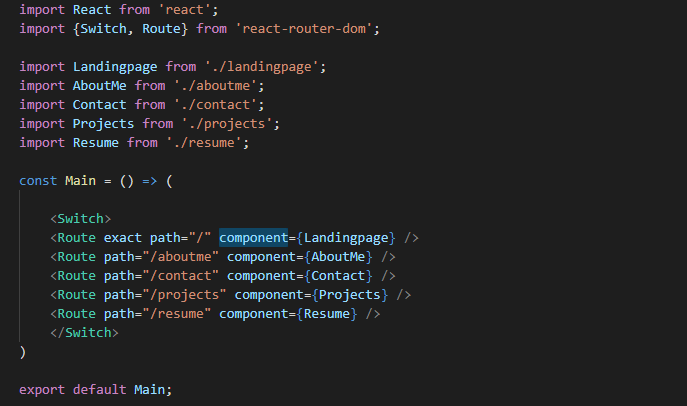 import React from 'react';
import {Switch, Route} from 'react-router-dom';
import Landingpage from './landingpage';
import AboutMe from './aboutme';
import Contact from './contact';
import Projects from './projects';
import Resume from './resume';
const Main = () => (
<Switch>
<Route exact path="/" component={Landingpage} />
<Route path="/aboutme" component={AboutMe} />
<Route path="/contact" component={Contact} />
<Route path="/projects" component={Projects} />
<Route path="/resume" component={Resume} />
</Switch>
)
export default Main;